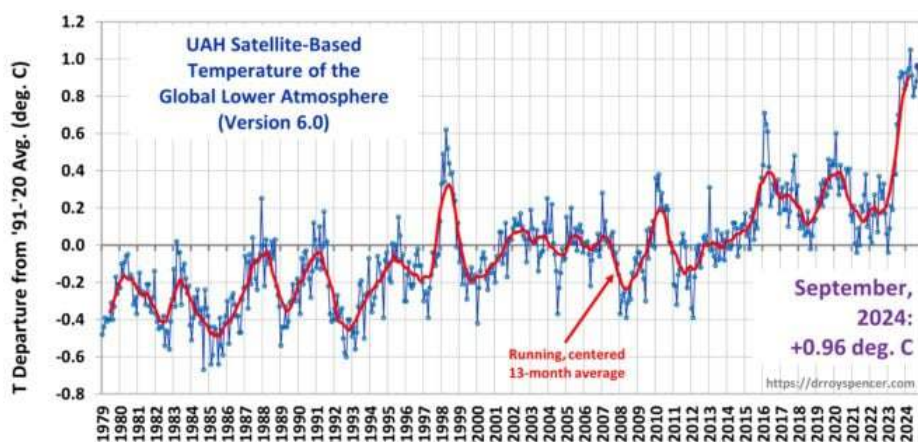 UAH Satellite-Based
Temperature of the
Global Lower Atmosphere
(Version 6.0)
T Departure from '91-'20 Avg. (deg. C)
1.2
1.0
0.8
0.6
0.4
0.2
0.0
-0.2
-0.4
-0.6
-0.8
Running, centered
13-month average
September,
2024:
+0.96 deg. C
https://drroyspencer.com
1979 1980 1981 1982 1983 1984 1985 1986 1987 1988 1989 1990 1991 1992 1993 1994 1995 1996 1997 1998 1999 2000 2001 2002 2003 2004 2005 2006 2007 2008 2009 2010 2011 2012 2013 2014 2015 2016 2017 2018 2019 2020 2021 2022 2023 2024